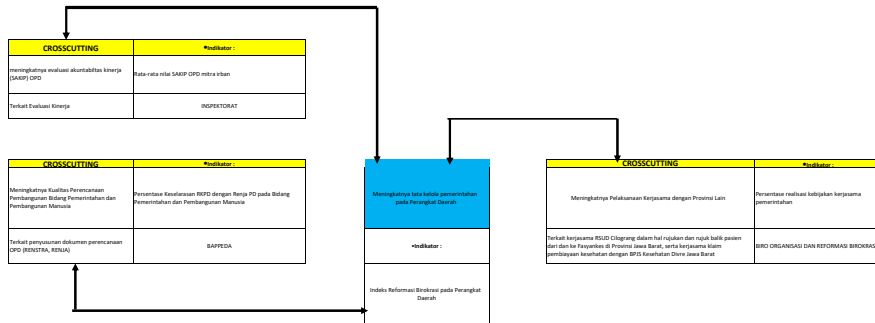 CROSSCUTTING
•Indikator :
meningkatnya evaluasi akuntabiltas kinerja
(SAKIP) OPD
Rata-rata nilai SAKIP OPD mitra irban
Terkait Evaluasi Kinerja
INSPEKTORAT
CROSSCUTTING
•Indikator :
Meningkatnya Kualitas Perencanaan
Pembangunan Bidang Pemerintahan dan
Pembangunan Manusia
Persentase Keselarasan RKPD dengan Renja PD pada Bidang
Pemerintahan dan Pembangunan Manusia
Terkait penyusunan dokumen perencanaan
OPD (RENSTRA, RENJA)
BAPPEDA
Meningkatnya tata kelola pemerintahan
pada Perangkat Daerah
•Indikator :
Indeks Reformasi Birokrasi pada Perangkat
Daerah
CROSSCUTTING
•Indikator :
Meningkatnya Pelaksanaan Kerjasama dengan Provinsi Lain
Persentase realisasi kebijakan kerjasama
pemerintahan
Terkait kerjasama RSUD Cilograng dalam hal rujukan dan rujuk balik pasien
dari dan ke Fasyankes di Provinsi Jawa Barat, serta kerjasama klaim
pembiayaan kesehatan dengan BPJS Kesehatan Divre Jawa Barat
BIRO ORGANISASI DAN REFORMASI BIROKRAS